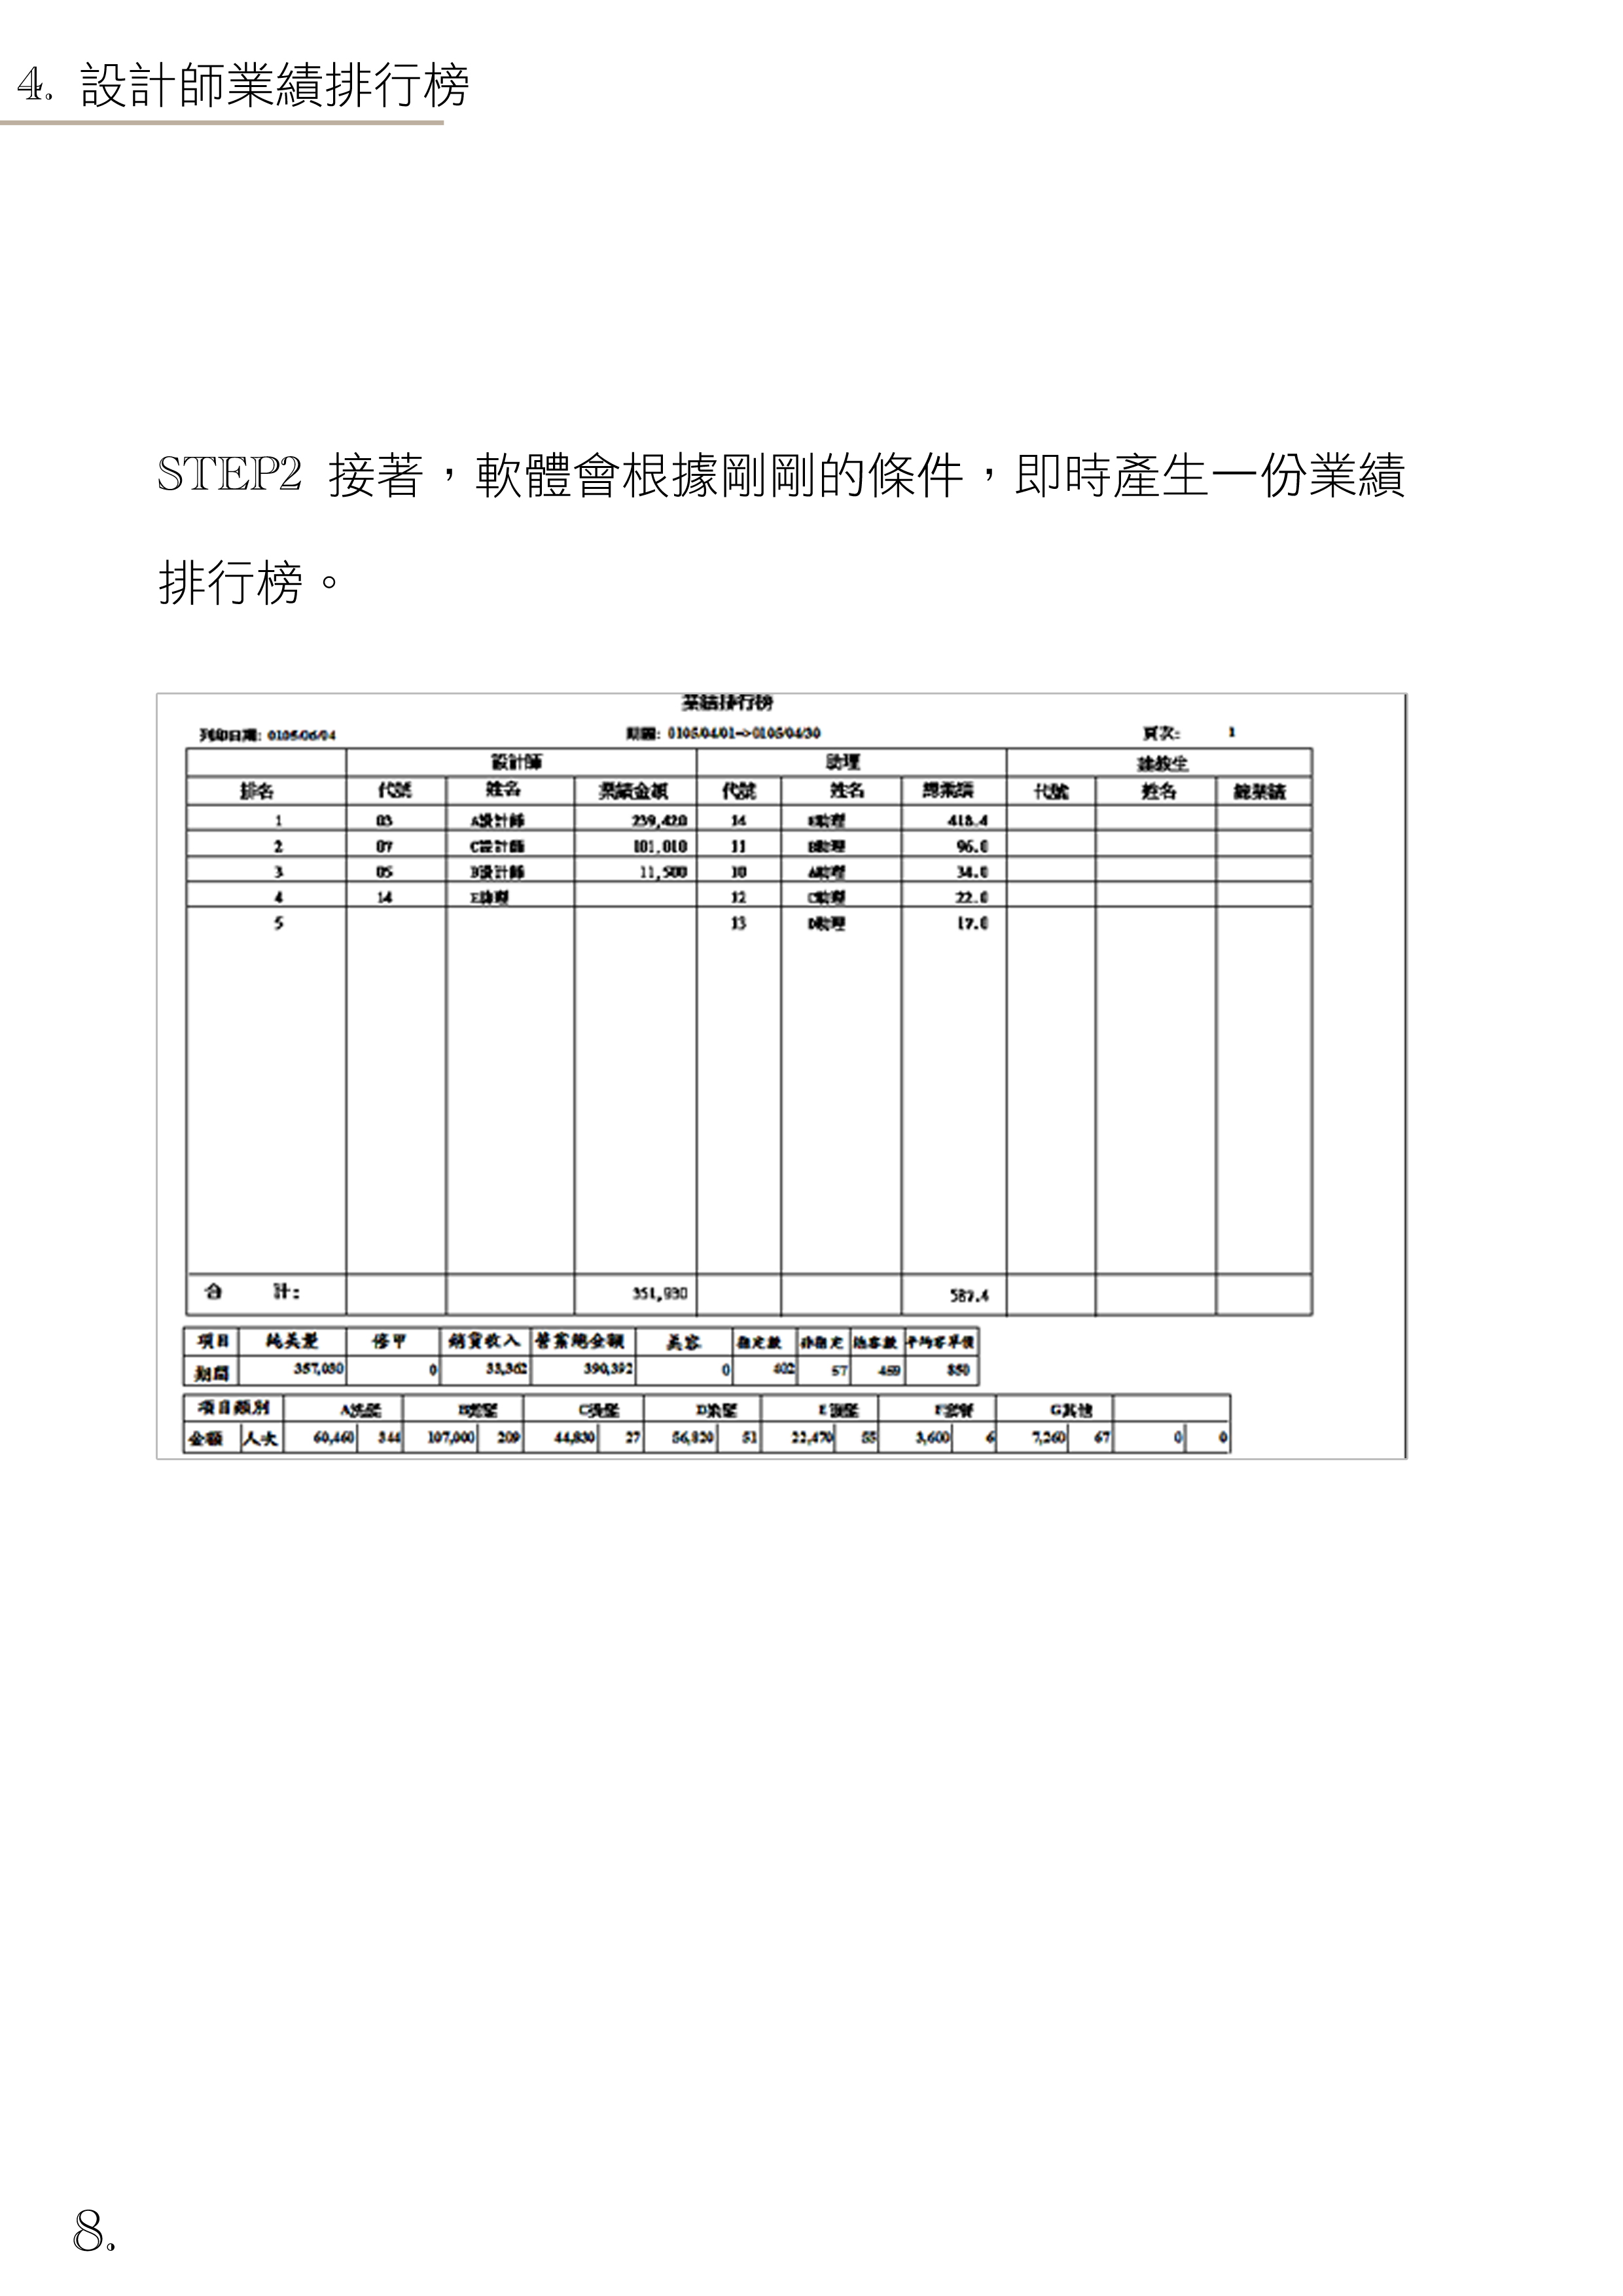 4. 設計師業績排行榜
STEP2 接著，軟體會根據剛剛的條件，即時產生一份業績
排行榜。
業績排行榜
列印日期: 0105/06/04 期間: 0105/04/01->0105/04/30 頁次: 1
設計師 助理 建教生
排名 代號 姓名 業績金額 代號 姓名 總業績 代號 姓名 總業績
1 03 A設計師 239,420 14 E助理 418.4
2 07 C設計師 101,010 11 B助理 96.0
3 05 B設計師 11,500 10 A助理 34.0
4 14 E助理 12 C助理 22.0
5 13 D助理 17.0
合 計: 351,930 587.4
項目 純美髮 修甲 銷貨收入 營業總金額 美容 指定數 非指定 總客數 平均客單價
期間 357,030 0 33,362 390,392 0 402 57 459 850
項目類別 A洗髮 B剪髮 C燙髮 D染髮 E護髮 F套餐 G其他
金額 人次 60,460 344 107,000 209 44,830 27 56,820 51 22,470 55 3,600 6 7,260 67 0 0
8.